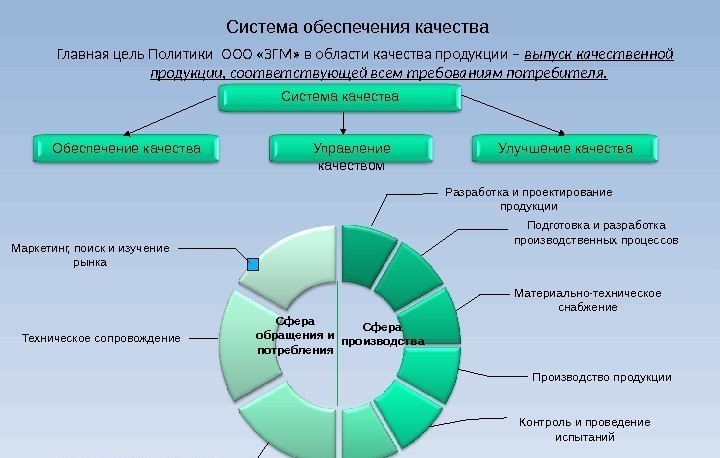 Система обеспечения качества
Главная цель Политики ООО «ЗГМ» в области качества продукции – выпуск качественной
продукции, соответствующей всем требованиям потребителя.
Система качества
Обеспечение качества
Управление
качеством
Улучшение качества
Разработка и проектирование
продукции
Подготовка и разработка
производственных процессов
Маркетинг, поиск и изучение
рынка
Материально-техническое
снабжение
Сфера
обращения и
потребления
Сфера
производства
Техническое сопровождение
Производство продукции
Контроль и проведение
испытаний